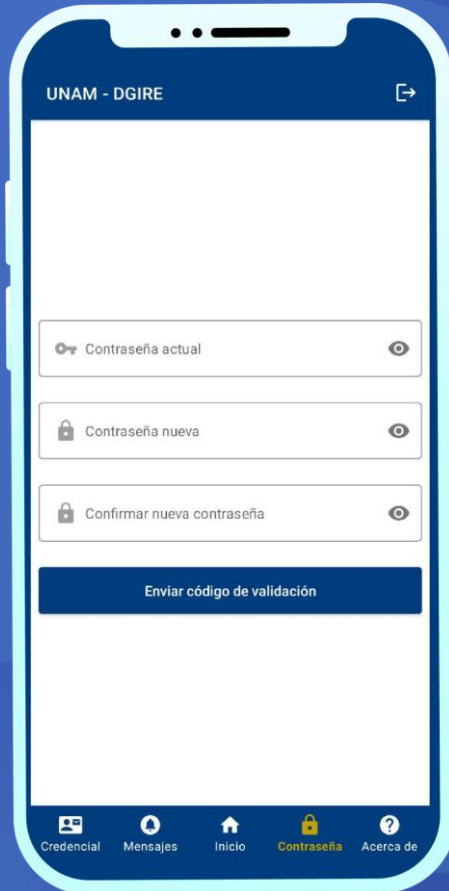 UNAM - DGIRE
Contraseña actual
Contraseña nueva
Confirmar nueva contraseña
Enviar código de validación
Credencial Mensajes Inicio Contraseña Acerca de